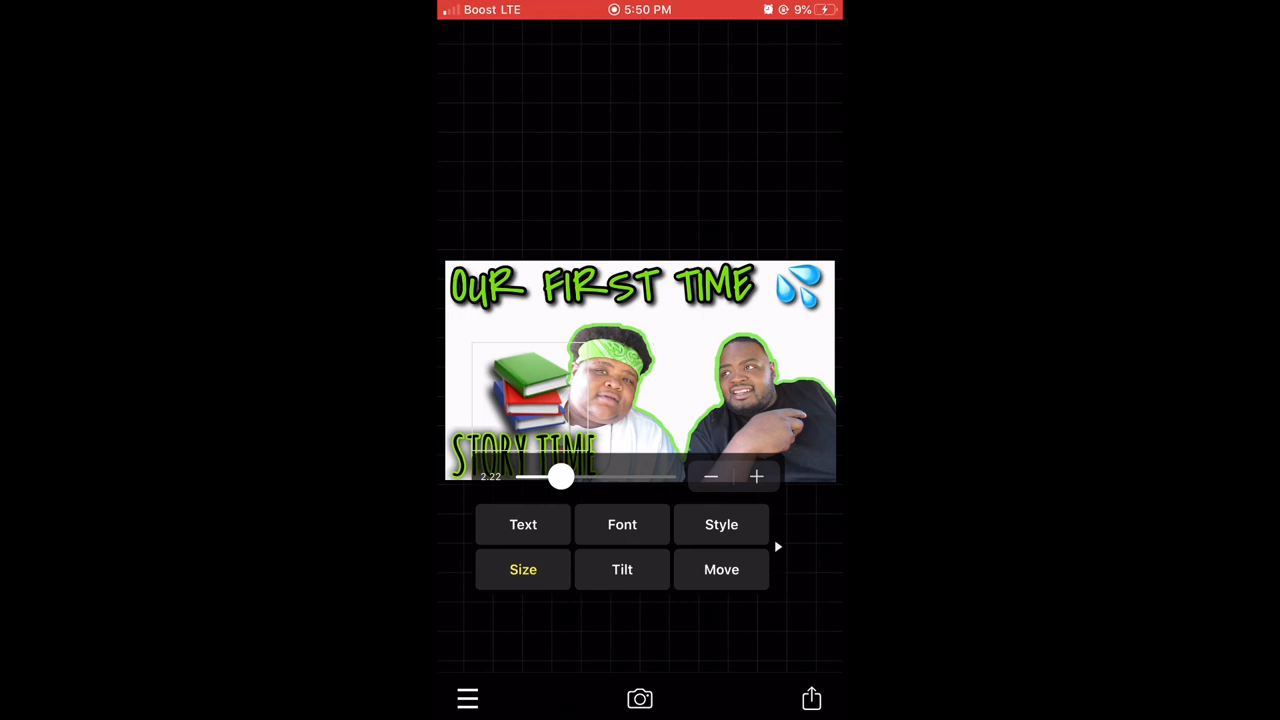 Boost LTE 5:50 PM 9%
OUR FIRST TIME
STORY TIME
2.22
Text Font Style
Size Tilt Move